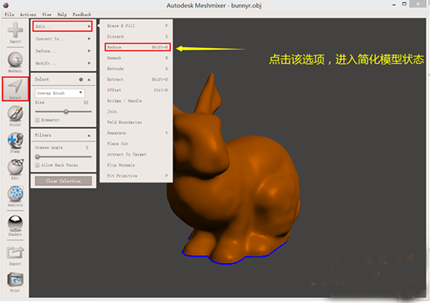 Autodesk Meshmixer - bunnyr.obj
File Actions View Help Feedback
Import
Meshmix
Select
Sculpt
Stamp
Edit
Analysis
Shaders
Export
Print
Edit...
Convert To...
Deform...
Modify...
Select
Unwrap Brush
Size
Symmetry
Filters
Crease Angle 0
Allow Back Faces
Clear Selection
Erase & Fill F
Discard X
Reduce Shift+R
Remesh R
Extrude D
Extract Shift+D
Offset Ctrl+D
Bridge / Handle
Join
Weld Boundaries
Separate Y
Plane Cut
Attract To Target
Flip Normals
Fit Primitive P
点击该选项，进入简化模型状态